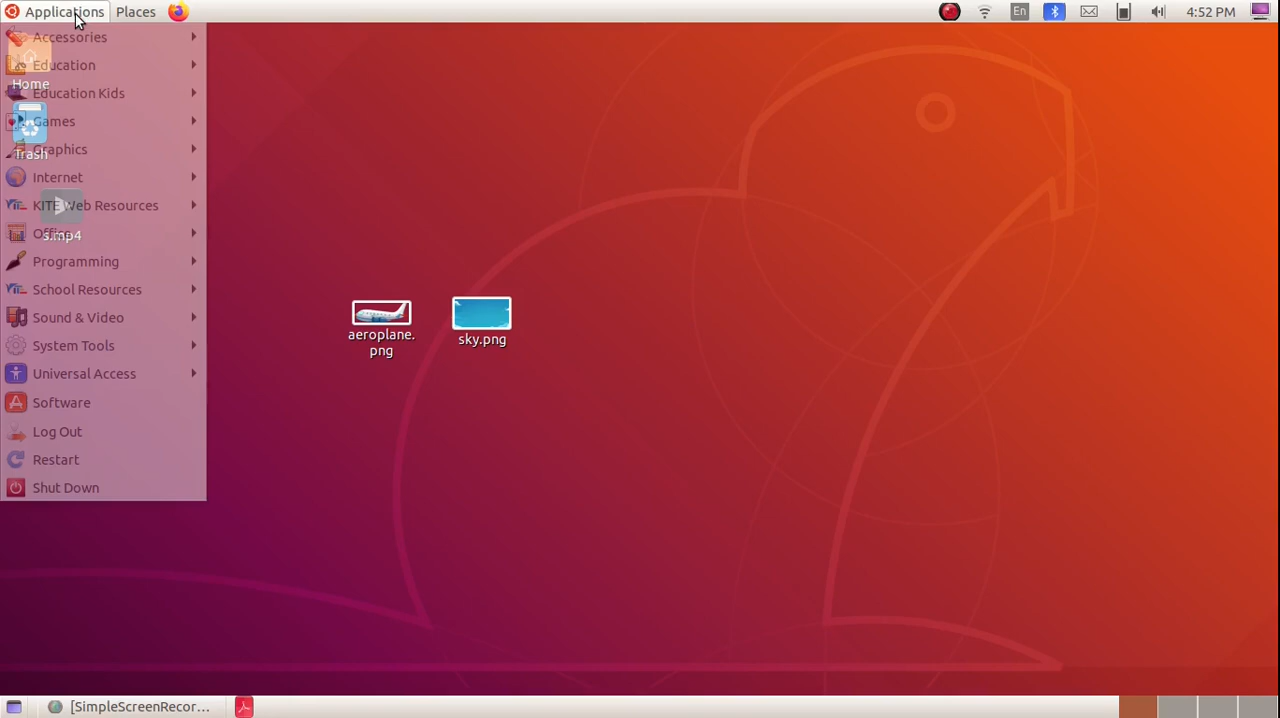 Applications Places
En
4:52 PM
Accessories
Education
Home
Education Kids
Games
Graphics
Trash
Internet
KITE Web Resources
Office
s.mp4
Programming
School Resources
Sound & Video
System Tools
Universal Access
Software
Log Out
Restart
Shut Down
aeroplane.
png
sky.png
[SimpleScreenRecor...